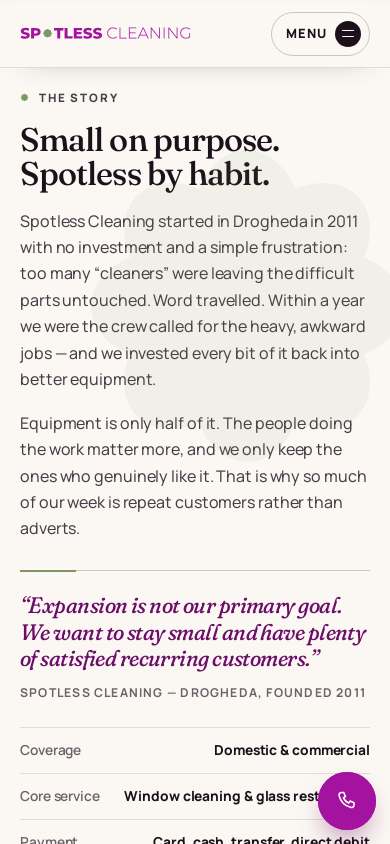 SPOTLESS CLEANING
MENU
THE STORY
Small on purpose.
Spotless by habit.
Spotless Cleaning started in Drogheda in 2011
with no investment and a simple frustration:
too many “cleaners” were leaving the difficult
parts untouched. Word travelled. Within a year
we were the crew called for the heavy, awkward
jobs — and we invested every bit of it back into
better equipment.
Equipment is only half of it. The people doing
the work matter more, and we only keep the
ones who genuinely like it. That is why so much
of our week is repeat customers rather than
adverts.
“Expansion is not our primary goal.
We want to stay small and have plenty
of satisfied recurring customers.”
SPOTLESS CLEANING — DROGHEDA, FOUNDED 2011
Coverage Domestic & commercial
Core service Window cleaning & glass
Payment Card, cash, transfer, direct debit